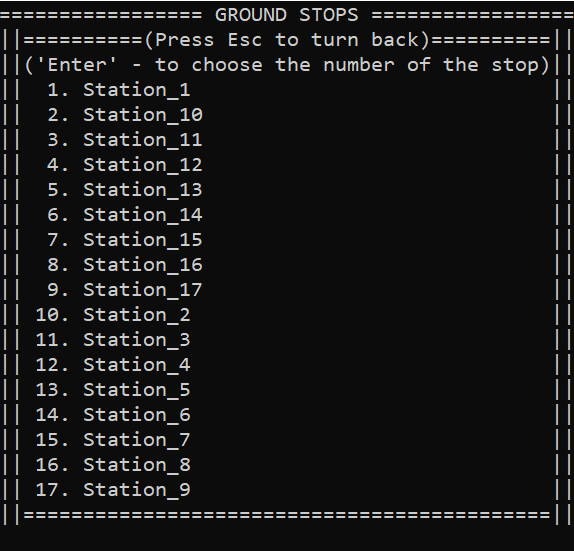 ================= GROUND STOPS =================
||==========(Press Esc to turn back)==========||
||('Enter' - to choose the number of the stop)||
||  1. Station_1                              ||
||  2. Station_10                             ||
||  3. Station_11                             ||
||  4. Station_12                             ||
||  5. Station_13                             ||
||  6. Station_14                             ||
||  7. Station_15                             ||
||  8. Station_16                             ||
||  9. Station_17                             ||
|| 10. Station_2                              ||
|| 11. Station_3                              ||
|| 12. Station_4                              ||
|| 13. Station_5                              ||
|| 14. Station_6                              ||
|| 15. Station_7                              ||
|| 16. Station_8                              ||
|| 17. Station_9                              ||
||============================================||